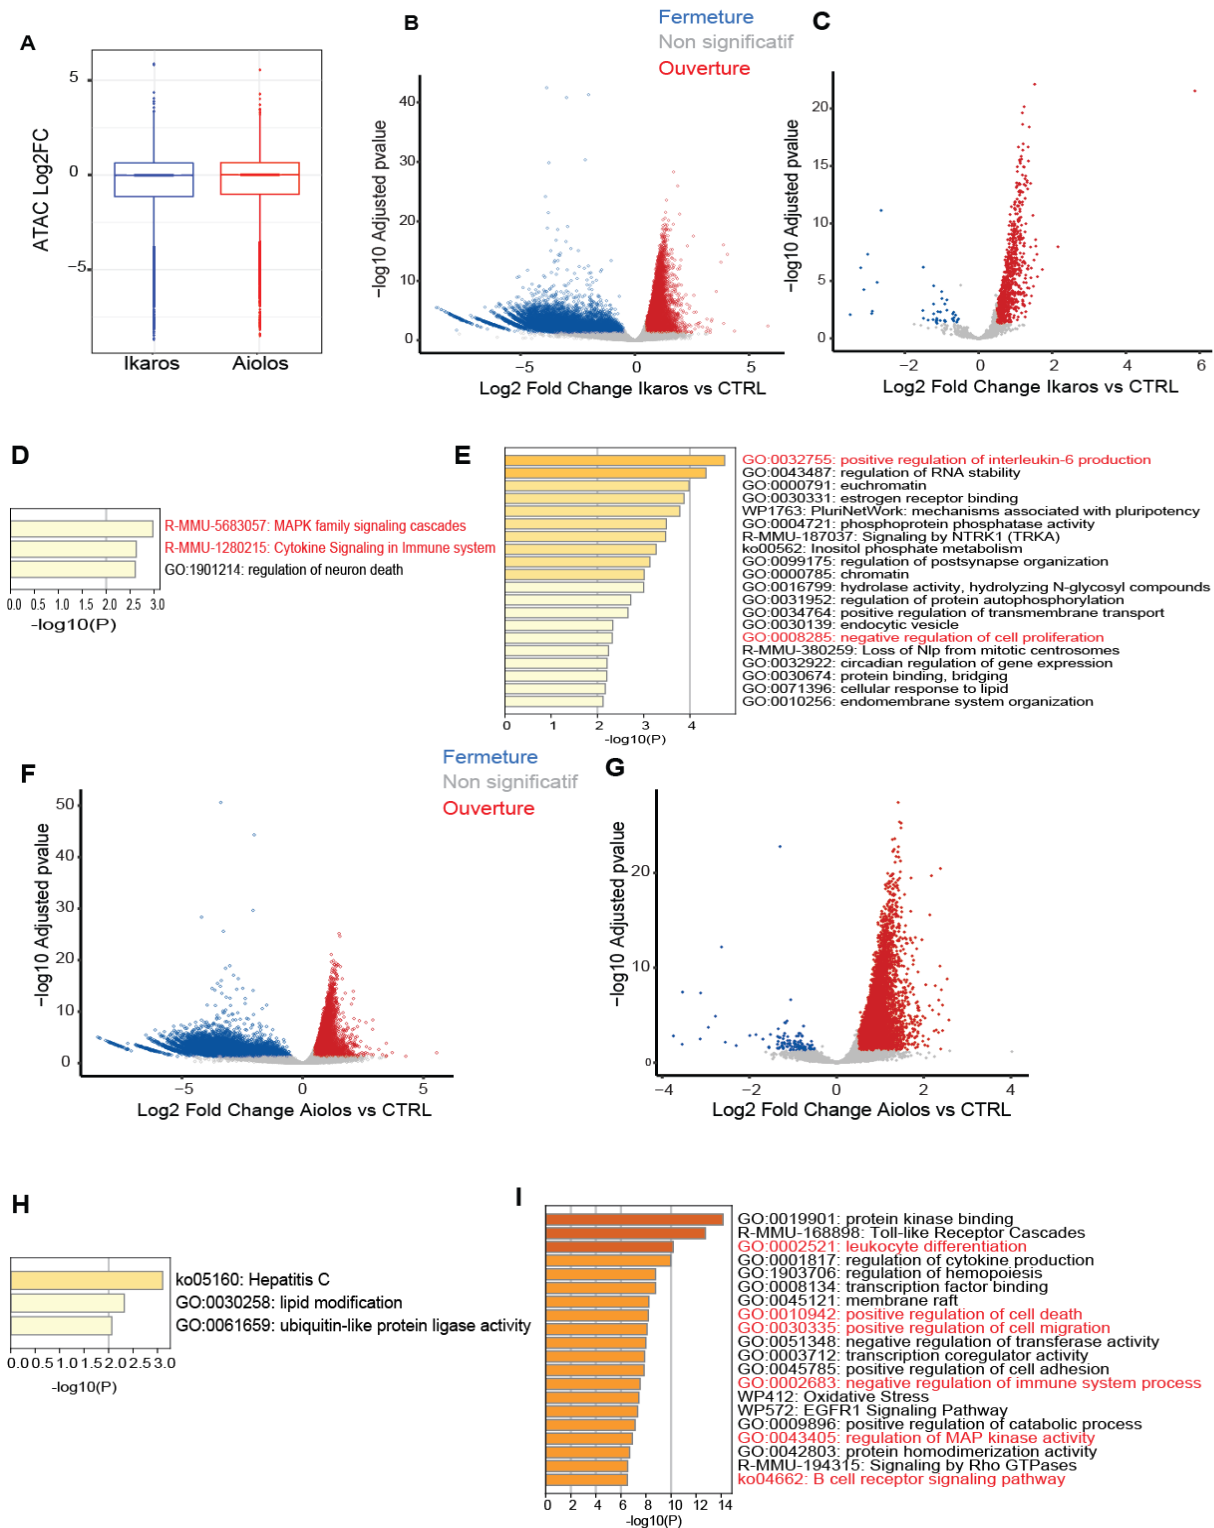 A
ATAC Log2FC
5
0
−5
Ikaros
Aiolos
B
Fermeture
Non significatif
Ouverture
−log10 Adjusted pvalue
40
30
20
10
0
−5
0
5
Log2 Fold Change Ikaros vs CTRL
C
−log10 Adjusted pvalue
20
15
10
5
0
−2
0
2
4
6
Log2 Fold Change Ikaros vs CTRL
D
R-MMU-5683057: MAPK family signaling cascades
R-MMU-1280215: Cytokine Signaling in Immune system
GO:1901214: regulation of neuron death
0.0 0.5 1.0 1.5 2.0 2.5 3.0
-log10(P)
E
GO:0032755: positive regulation of interleukin-6 production
GO:0043487: regulation of RNA stability
GO:0000791: euchromatin
GO:0030331: estrogen receptor binding
WP1763: PluriNetWork: mechanisms associated with pluripotency
GO:0004721: phosphoprotein phosphatase activity
R-MMU-187037: Signaling by NTRK1 (TRKA)
ko00562: Inositol phosphate metabolism
GO:0099175: regulation of postsynapse organization
GO:0000785: chromatin
GO:0016799: hydrolase activity, hydrolyzing N-glycosyl compounds
GO:0031952: regulation of protein autophosphorylation
GO:0034764: positive regulation of transmembrane transport
GO:0030139: endocytic vesicle
GO:0008285: negative regulation of cell proliferation
R-MMU-380259: Loss of Nlp from mitotic centrosomes
GO:0032922: circadian regulation of gene expression
GO:0030674: protein binding, bridging
GO:0071396: cellular response to lipid
GO:0010256: endomembrane system organization
0 1 2 3 4
-log10(P)
F
Fermeture
Non significatif
Ouverture
−log10 Adjusted pvalue
50
40
30
20
10
0
−5
0
5
Log2 Fold Change Aiolos vs CTRL
G
−log10 Adjusted pvalue
20
10
0
−4
−2
0
2
4
Log2 Fold Change Aiolos vs CTRL
H
ko05160: Hepatitis C
GO:0030258: lipid modification
GO:0061659: ubiquitin-like protein ligase activity
0.0 0.5 1.0 1.5 2.0 2.5 3.0
-log10(P)
I
GO:0019901: protein kinase binding
R-MMU-168898: Toll-like Receptor Cascades
GO:0002521: leukocyte differentiation
GO:0001817: regulation of cytokine production
GO:1903706: regulation of hemopoiesis
GO:0008134: transcription factor binding
GO:0045121: membrane raft
GO:0010942: positive regulation of cell death
GO:0030335: positive regulation of cell migration
GO:0051348: negative regulation of transferase activity
GO:0003712: transcription coregulator activity
GO:0045785: positive regulation of cell adhesion
GO:0002683: negative regulation of immune system process
WP412: Oxidative Stress
WP572: EGFR1 Signaling Pathway
GO:0009896: positive regulation of catabolic process
GO:0043405: regulation of MAP kinase activity
GO:0042803: protein homodimerization activity
R-MMU-194315: Signaling by Rho GTPases
ko04662: B cell receptor signaling pathway
0 2 4 6 8 10 12 14
-log10(P)